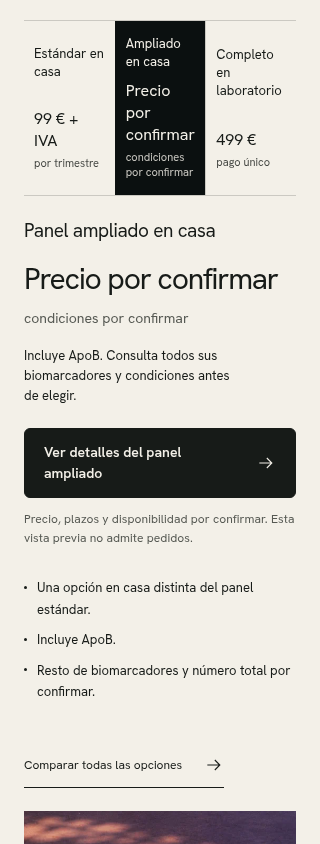 Estándar en
casa
99 € +
IVA
por trimestre
Ampliado
en casa
Precio
por
confirmar
condiciones
por confirmar
Completo
en
laboratorio
499 €
pago único
Panel ampliado en casa
Precio por confirmar
condiciones por confirmar
Incluye ApoB. Consulta todos sus
biomarcadores y condiciones antes
de elegir.
Ver detalles del panel
ampliado
Precio, plazos y disponibilidad por confirmar. Esta
vista previa no admite pedidos.
• Una opción en casa distinta del panel
estándar.
• Incluye ApoB.
• Resto de biomarcadores y número total por
confirmar.
Comparar todas las opciones